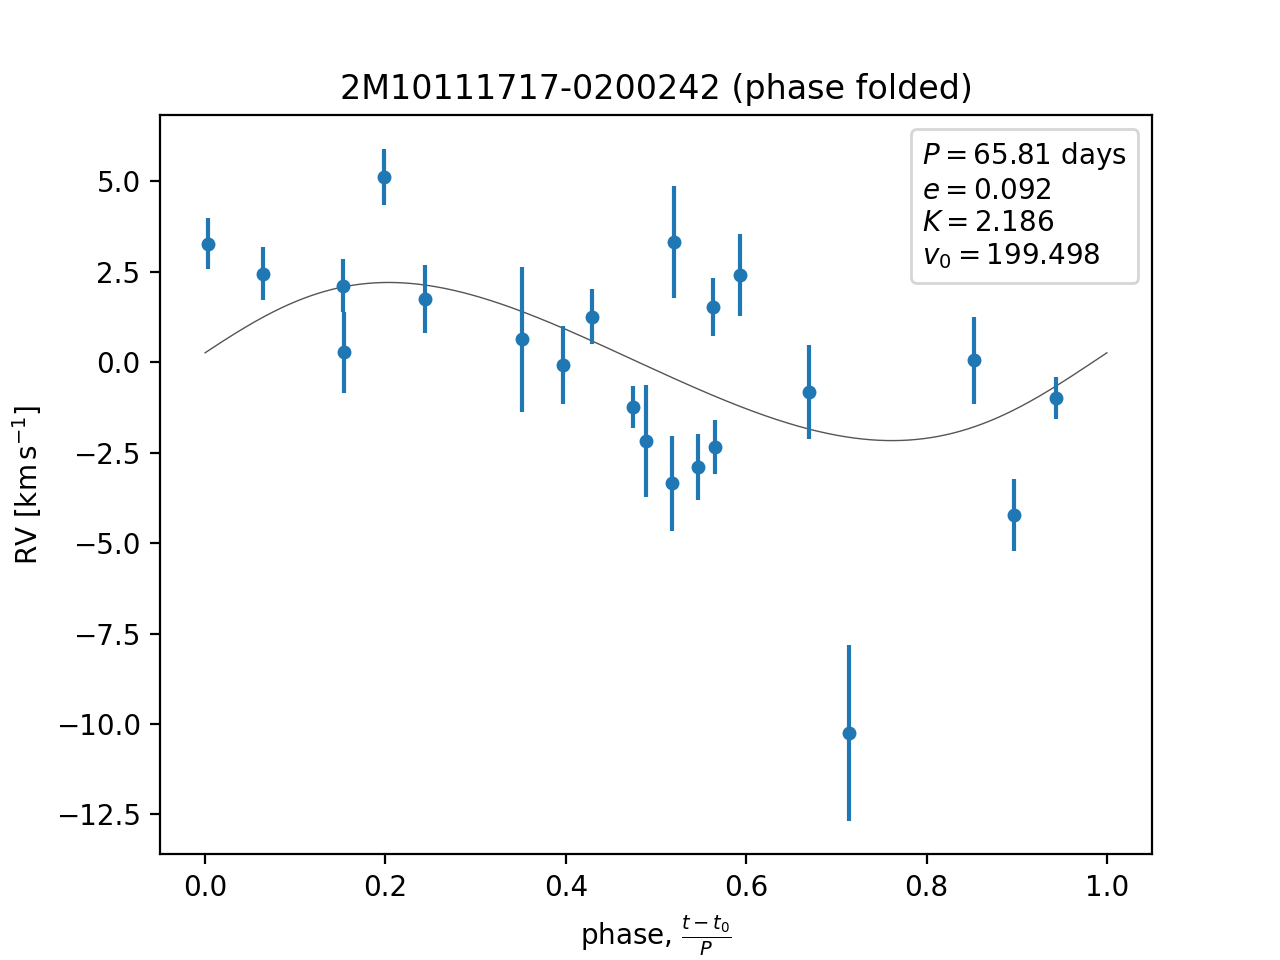 2M10111717-0200242 (phase folded)
P = 65.81 days
e = 0.092
K = 2.186
v₀ = 199.498
5.0
2.5
0.0
−2.5
−5.0
−7.5
−10.0
−12.5
RV [km s⁻¹]
0.0 0.2 0.4 0.6 0.8 1.0
phase, (t − t₀)/P